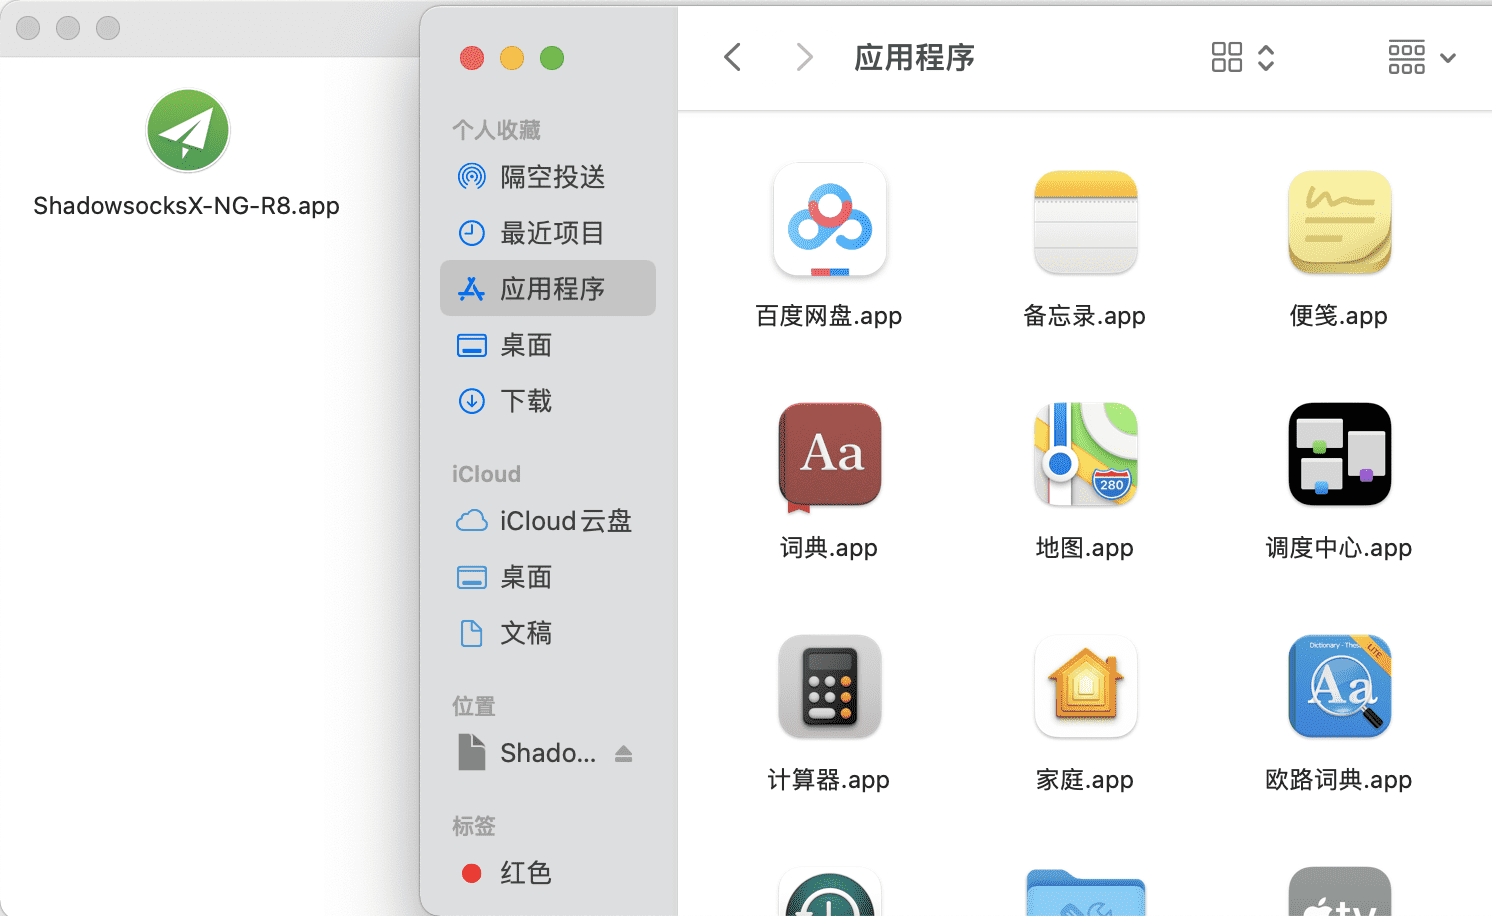 ShadowsocksX-NG-R8.app
个人收藏
隔空投送
最近项目
应用程序
桌面
下载
iCloud
iCloud云盘
桌面
文稿
位置
Shado...
标签
红色
应用程序
百度网盘.app
备忘录.app
便笺.app
Aa
280
词典.app
地图.app
调度中心.app
Dictionary · Thes
LITE
Aa
计算器.app
家庭.app
欧路词典.app
tv